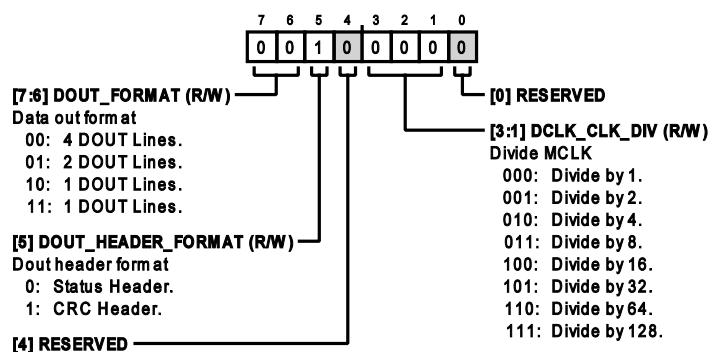 7 6 5 4 3 2 1 0
0 0 1 0 0 0 0 0
[7:6] DOUT_FORMAT (R/W)
Data out format
00: 4 DOUT Lines.
01: 2 DOUT Lines.
10: 1 DOUT Lines.
11: 1 DOUT Lines.
[5] DOUT_HEADER_FORMAT (R/W)
Dout header format
0: Status Header.
1: CRC Header.
[4] RESERVED
[0] RESERVED
[3:1] DCLK_CLK_DIV (R/W)
Divide MCLK
000: Divide by 1.
001: Divide by 2.
010: Divide by 4.
011: Divide by 8.
100: Divide by 16.
101: Divide by 32.
110: Divide by 64.
111: Divide by 128.